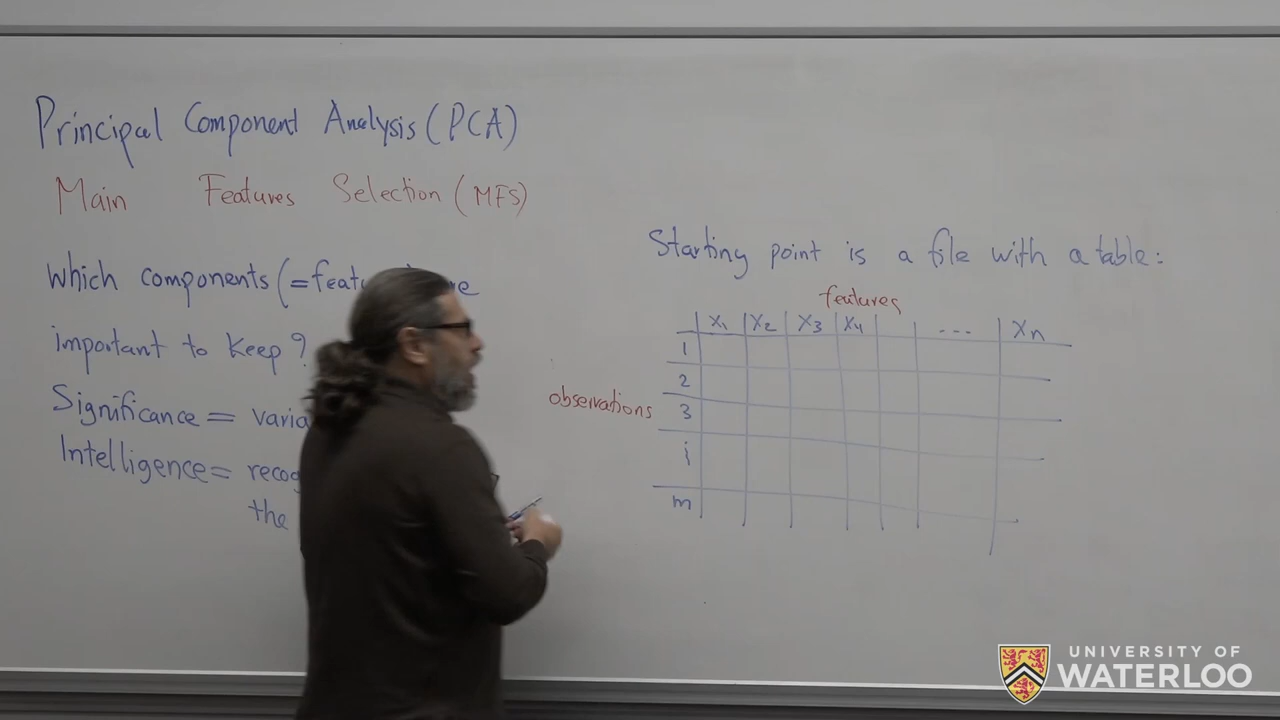 Principal Component Analysis (PCA)
Main Features Selection (MFS)
which components (=feat
important to keep?
Significance = varia
Intelligence = recog
the
Starting point is a file with a table:
features
X1 X2 X3 X4 ... Xn
1
2
observations 3
i
m
UNIVERSITY OF
WATERLOO